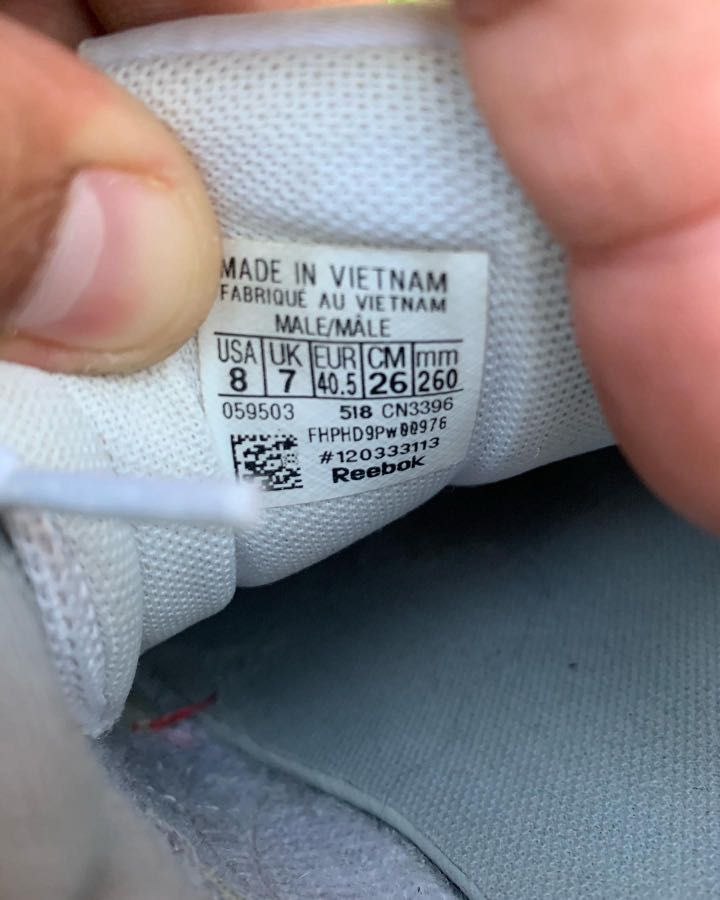 MADE IN VIETNAM
FABRIQUÉ AU VIETNAM
MALE/MÂLE
USA UK EUR CM mm
8 7 40.5 26 260
059503 518 CN3396
FHPHD9PW00976
#120333113
Reebok